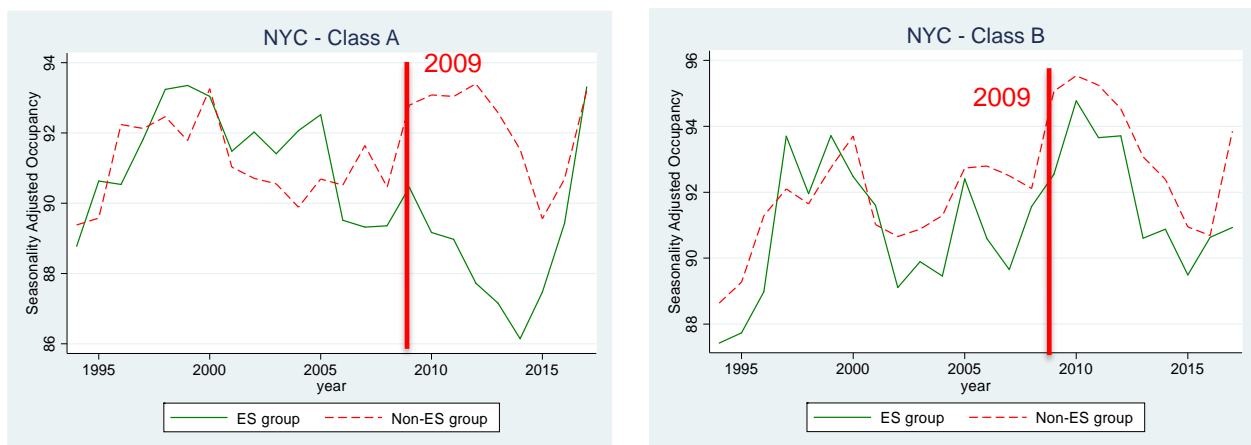 NYC - Class A
2009
Seasonality Adjusted Occupancy
94
92
90
88
86
1995
2000
2005
2010
2015
year
ES group
Non-ES group
NYC - Class B
2009
Seasonality Adjusted Occupancy
96
94
92
90
88
1995
2000
2005
2010
2015
year
ES group
Non-ES group